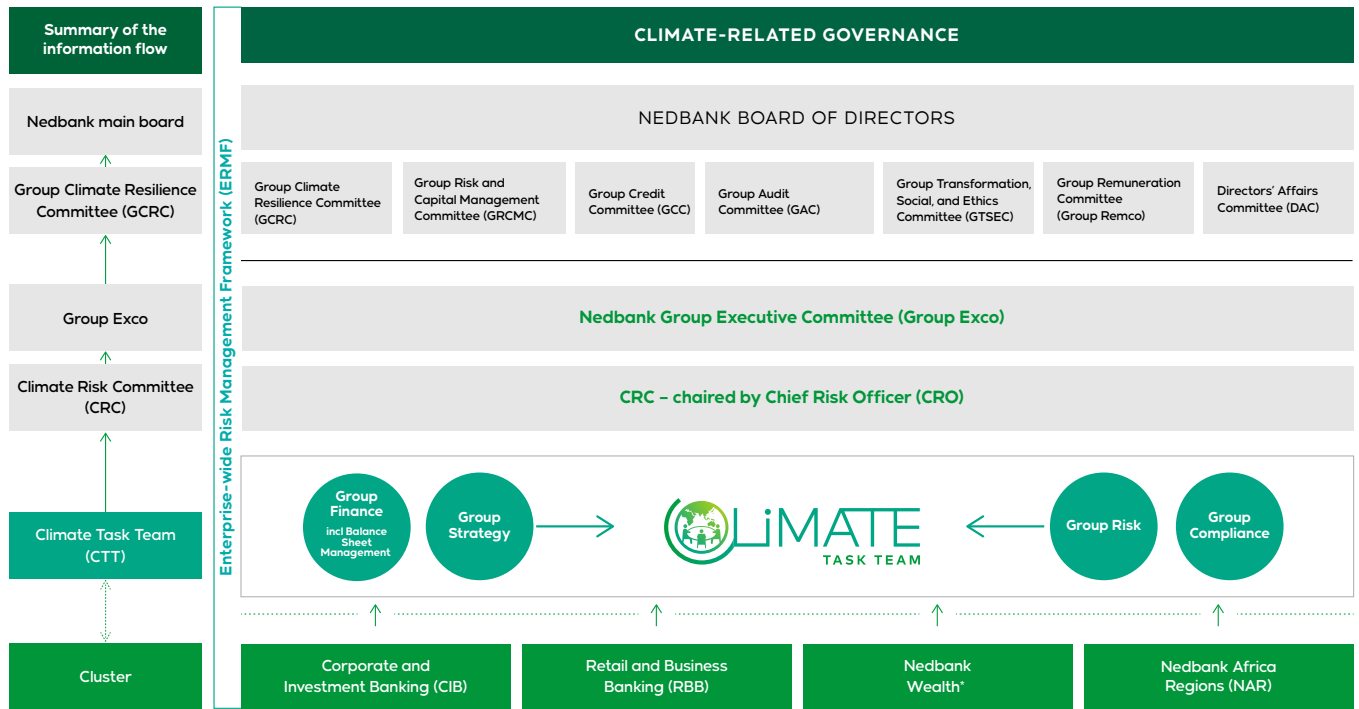 Summary of the
information flow
Nedbank main board
Group Climate Resilience
Committee (GCRC)
Group Exco
Climate Risk Committee
(CRC)
Climate Task Team
(CTT)
Cluster
Enterprise-wide Risk Management Framework (ERMF)
CLIMATE-RELATED GOVERNANCE
NEDBANK BOARD OF DIRECTORS
Group Climate
Resilience Committee
(GCRC)
Group Risk and
Capital Management
Committee (GRCMC)
Group Credit
Committee (GCC)
Group Audit
Committee (GAC)
Group Transformation,
Social, and Ethics
Committee (GTSEC)
Group Remuneration
Committee
(Group Remco)
Directors' Affairs
Committee (DAC)
Nedbank Group Executive Committee (Group Exco)
CRC – chaired by Chief Risk Officer (CRO)
Group
Finance
incl Balance
Sheet
Management
Group
Strategy
CLiMATE
TASK TEAM
Group Risk
Group
Compliance
Corporate and
Investment Banking (CIB)
Retail and Business
Banking (RBB)
Nedbank
Wealth*
Nedbank Africa
Regions (NAR)